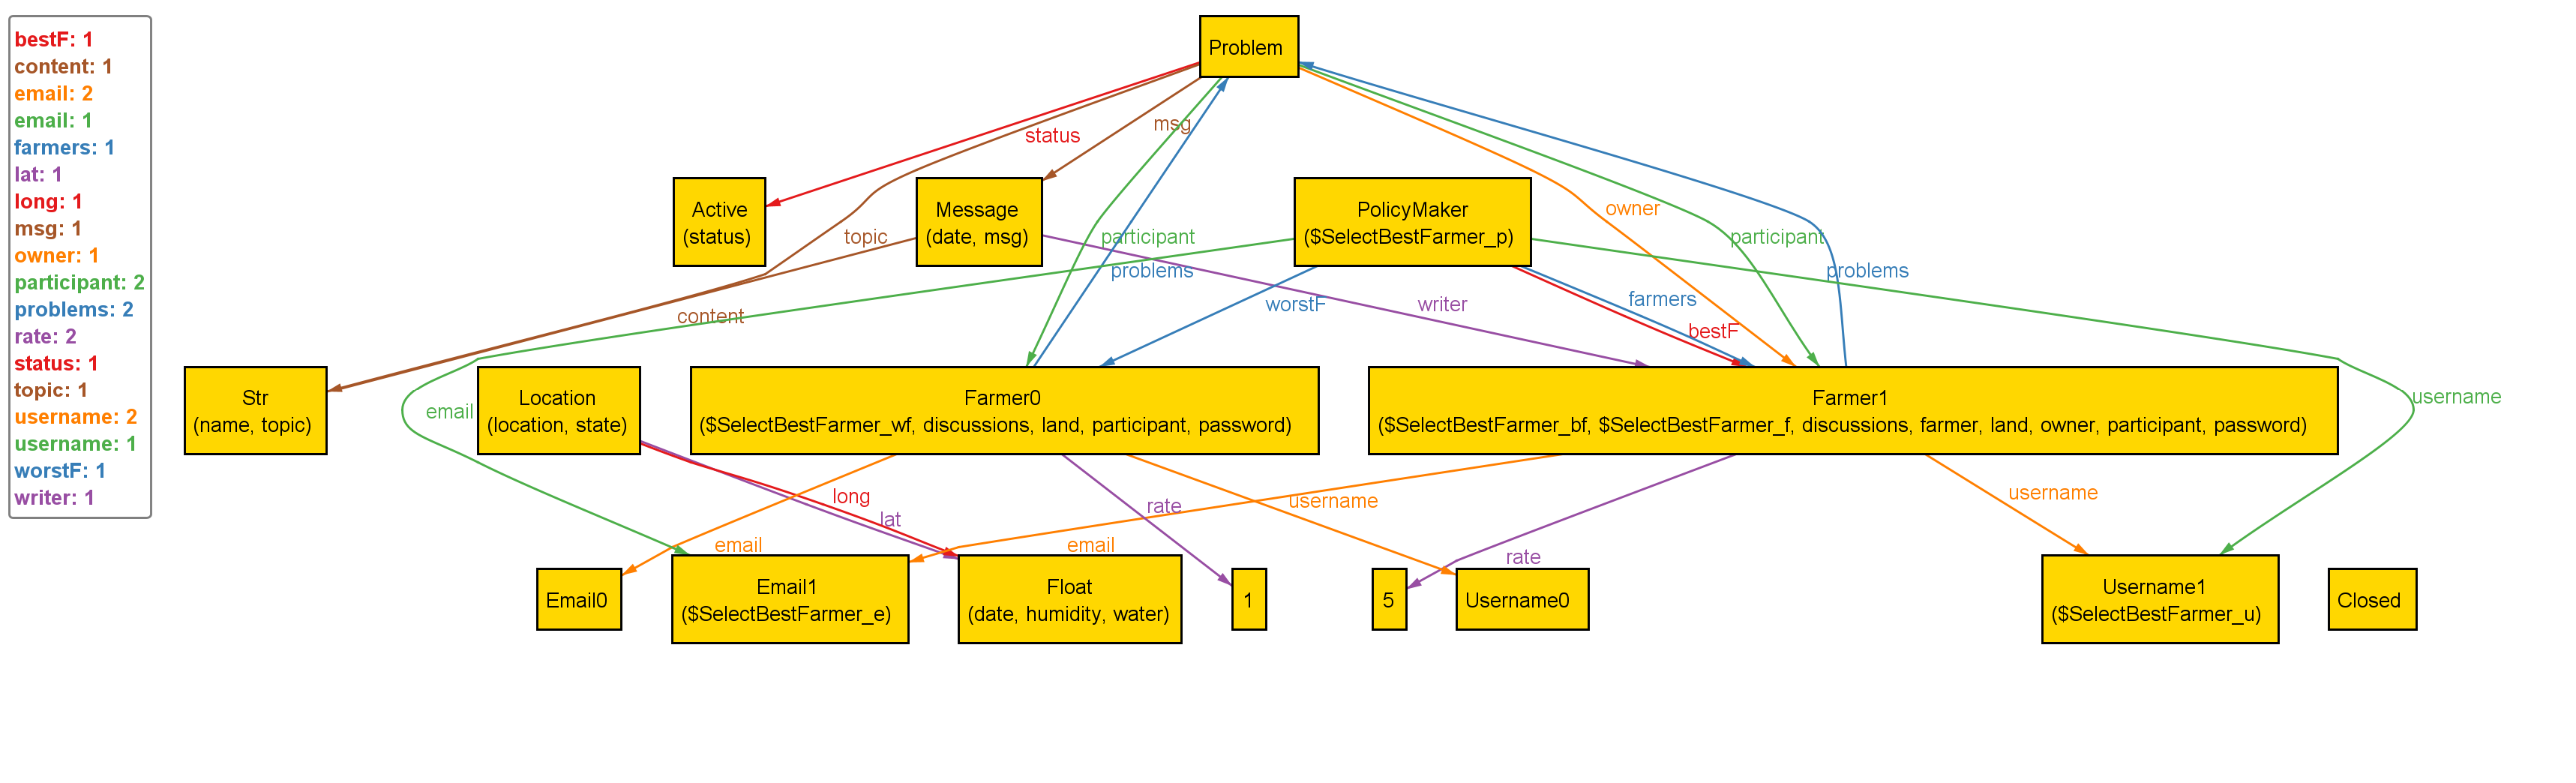 bestF: 1
content: 1
email: 2
email: 1
farmers: 1
lat: 1
long: 1
msg: 1
owner: 1
participant: 2
problems: 2
rate: 2
status: 1
topic: 1
username: 2
username: 1
worstF: 1
writer: 1
Problem
msg
status
Active
(status)
Message
(date, msg)
PolicyMaker
($SelectBestFarmer_p)
owner
topic
participant
participant
problems
problems
content
worstF
writer
farmers
bestF
email
username
Str
(name, topic)
Location
(location, state)
Farmer0
($SelectBestFarmer_wf, discussions, land, participant, password)
Farmer1
($SelectBestFarmer_bf, $SelectBestFarmer_f, discussions, farmer, land, owner, participant, password)
long
lat
rate
username
username
email
email
rate
Email0
Email1
($SelectBestFarmer_e)
Float
(date, humidity, water)
1
5
Username0
Username1
($SelectBestFarmer_u)
Closed